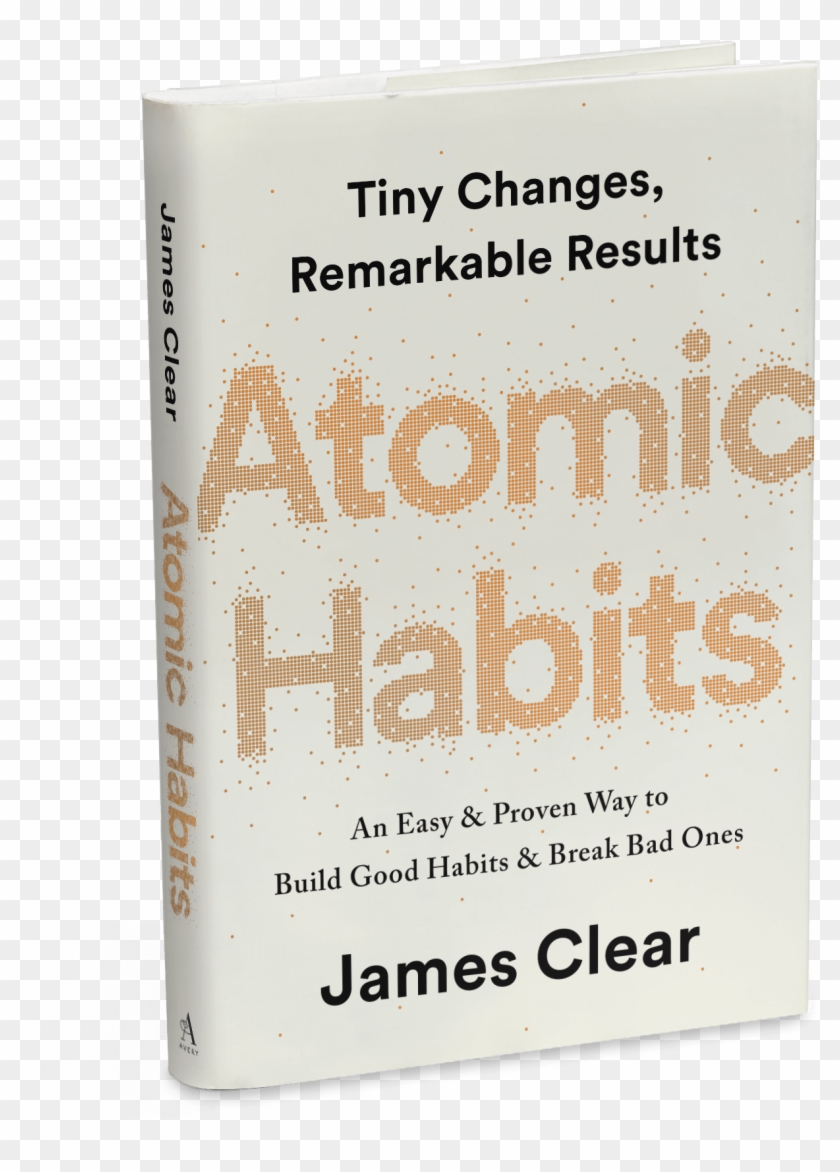 Tiny Changes,
Remarkable Results
Atomic
Habits
An Easy & Proven Way to
Build Good Habits & Break Bad Ones
James Clear
James Clear
Atomic Habits
A
AVERY